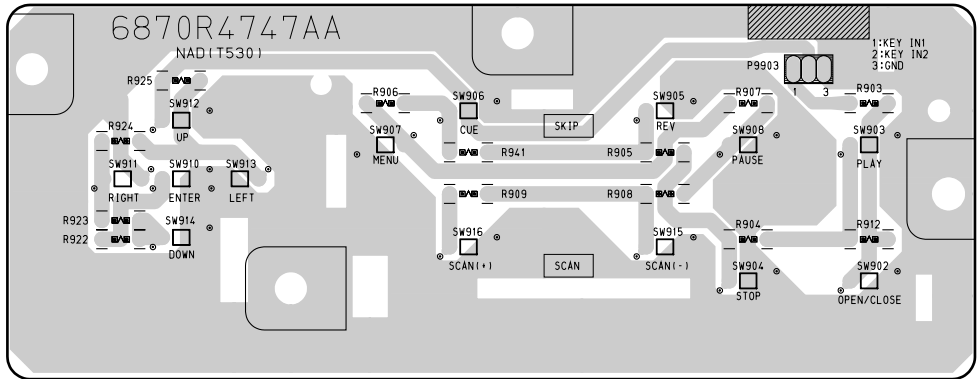 6870R4747AA
NAD(T530)
1:KEY IN1
2:KEY IN2
3:GND
P9903
1 3
R925
SW912
UP
R906
SW906
CUE
SW905
REV
R907
R903
R924
SW907
MENU
SKIP
SW908
PAUSE
SW903
PLAY
R941
R905
SW911
RIGHT
SW910
ENTER
SW913
LEFT
R909
R908
R923
R922
SW914
DOWN
SW916
SCAN(+)
SCAN
SW915
SCAN(-)
R904
R912
SW904
STOP
SW902
OPEN/CLOSE